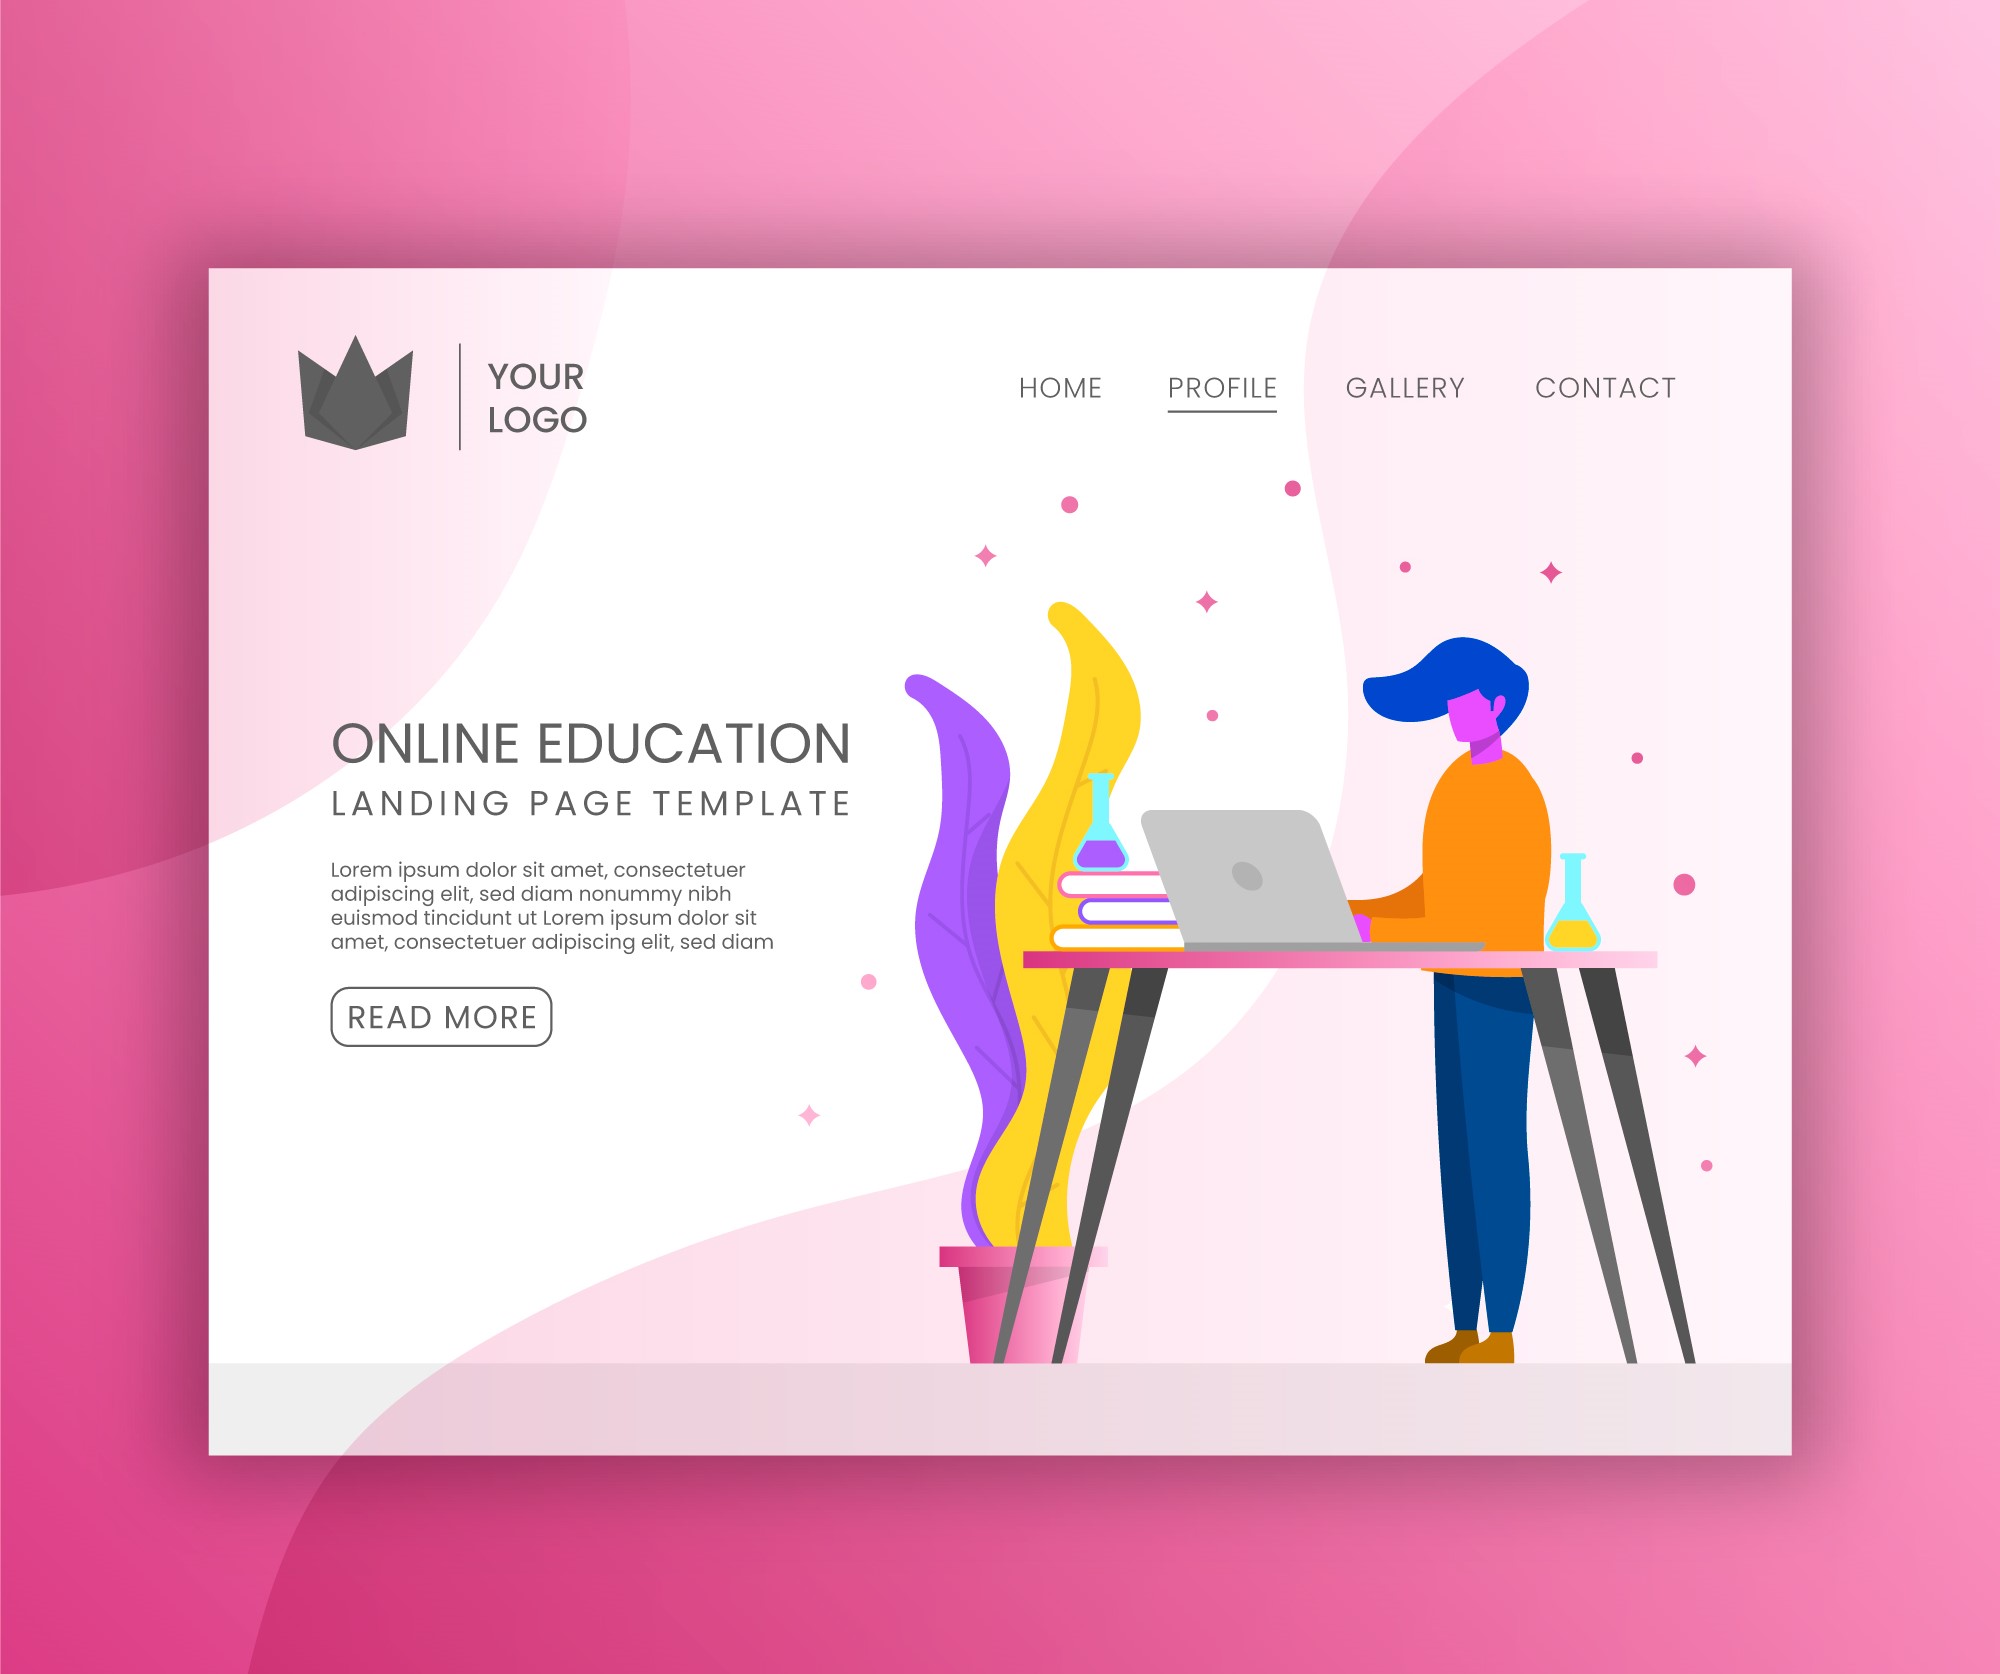 YOUR
LOGO
HOME PROFILE GALLERY CONTACT
ONLINE EDUCATION
LANDING PAGE TEMPLATE
Lorem ipsum dolor sit amet, consectetuer
adipiscing elit, sed diam nonummy nibh
euismod tincidunt ut Lorem ipsum dolor sit
amet, consectetuer adipiscing elit, sed diam
READ MORE